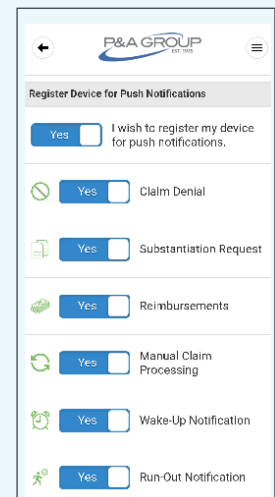 P&A GROUP
EST. 1975
Register Device for Push Notifications
Yes
I wish to register my device
for push notifications.
Yes
Claim Denial
Yes
Substantiation Request
Yes
Reimbursements
Yes
Manual Claim
Processing
Yes
Wake-Up Notification
Yes
Run-Out Notification